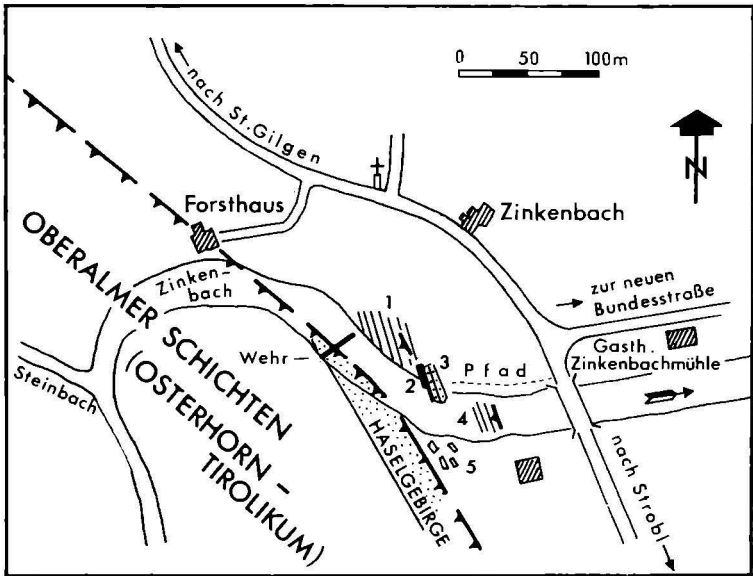 0 50 100m
nach St.Gilgen
N
Forsthaus
Zinkenbach
OBERALMER SCHICHTEN
(OSTERHORN –
TIROLIKUM)
Zinken-
bach
zur neuen
Bundesstraße
1
Wehr
3
2
Pfad
Gasth.
Zinkenbachmühle
Steinbach
4
5
HASELGEBIRGE
nach Strobl